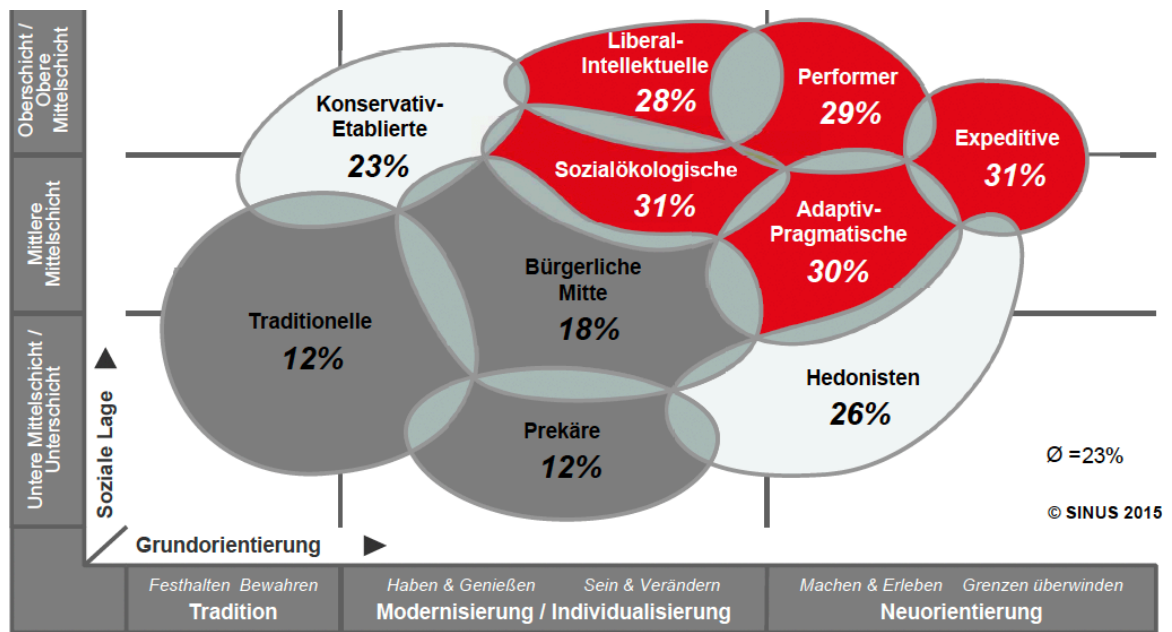 Oberschicht /
Obere
Mittelschicht
Mittlere
Mittelschicht
Untere Mittelschicht /
Unterschicht
Soziale Lage
Liberal-
Intellektuelle
28%
Performer
29%
Konservativ-
Etablierte
23%
Expeditive
31%
Sozialökologische
31%
Adaptiv-
Pragmatische
30%
Bürgerliche
Mitte
18%
Traditionelle
12%
Hedonisten
26%
Prekäre
12%
Ø =23%
© SINUS 2015
Grundorientierung
Festhalten Bewahren
Tradition
Haben & Genießen Sein & Verändern
Modernisierung / Individualisierung
Machen & Erleben Grenzen überwinden
Neuorientierung